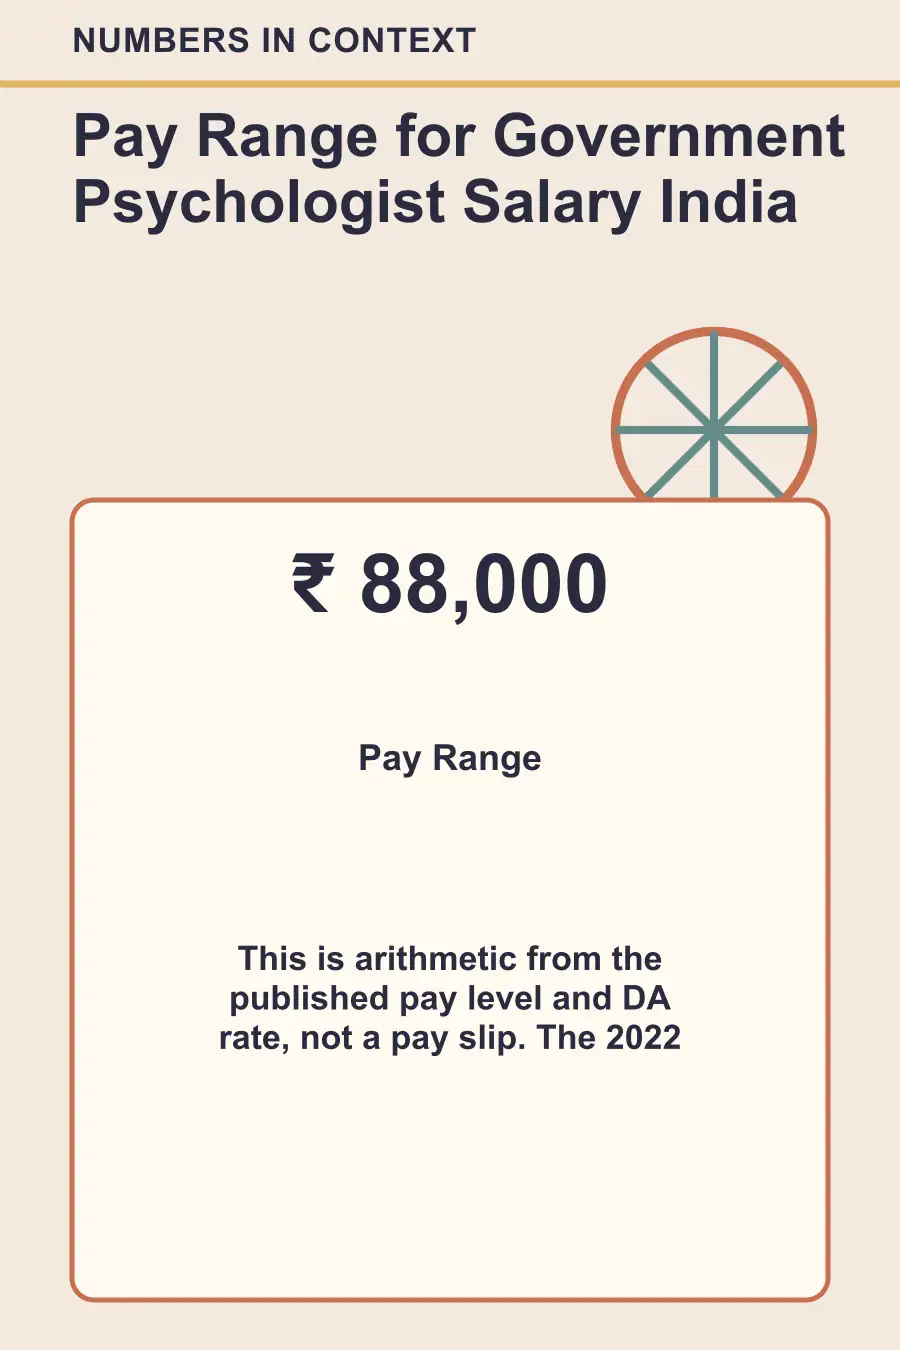 NUMBERS IN CONTEXT
Pay Range for Government
Psychologist Salary India
₹ 88,000
Pay Range
This is arithmetic from the
published pay level and DA
rate, not a pay slip. The 2022